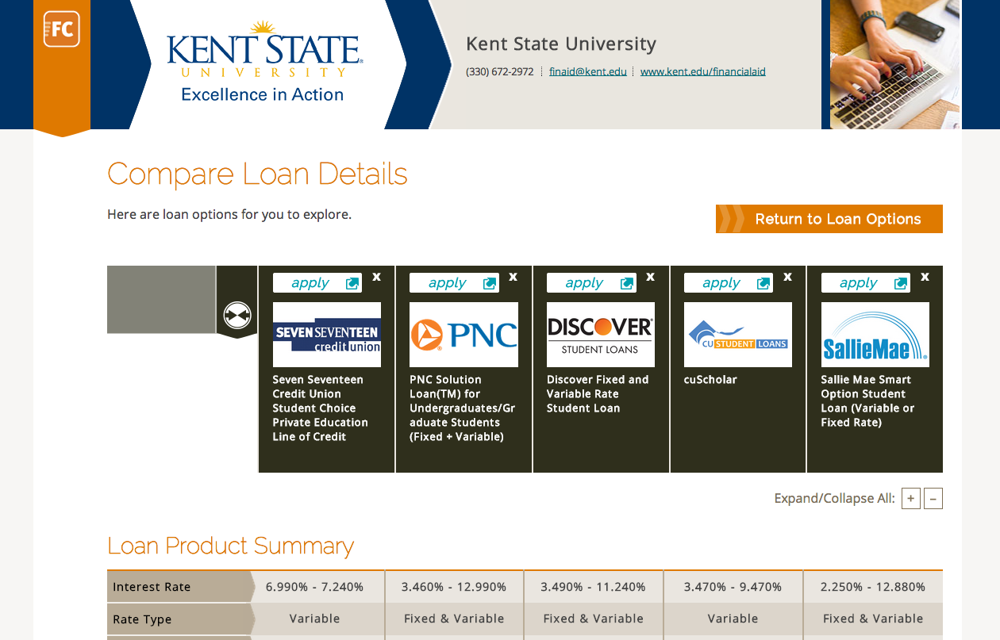 FC
KENT STATE
UNIVERSITY
Excellence in Action
Kent State University
(330) 672-2972 finaid@kent.edu www.kent.edu/financialaid
Compare Loan Details
Here are loan options for you to explore.
Return to Loan Options
apply x apply x apply x apply x apply x
SEVEN SEVENTEEN
credit union
PNC
DISCOVER
STUDENT LOANS
CU STUDENT LOANS
SallieMae
Seven Seventeen
Credit Union
Student Choice
Private Education
Line of Credit
PNC Solution
Loan(TM) for
Undergraduates/Gr
aduate Students
(Fixed + Variable)
Discover Fixed and
Variable Rate
Student Loan
cuScholar
Sallie Mae Smart
Option Student
Loan (Variable or
Fixed Rate)
Expand/Collapse All: + –
Loan Product Summary
Interest Rate 6.990% - 7.240% 3.460% - 12.990% 3.490% - 11.240% 3.470% - 9.470% 2.250% - 12.880%
Rate Type Variable Fixed & Variable Fixed & Variable Variable Fixed & Variable